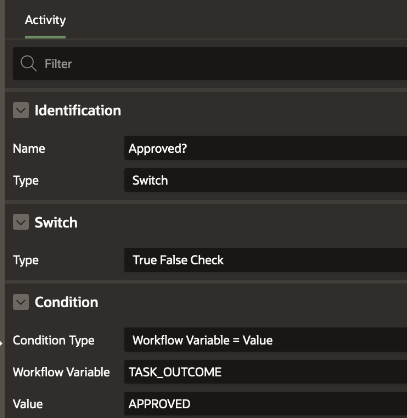 Activity
Filter
Identification
Name Approved?
Type Switch
Switch
Type True False Check
Condition
Condition Type Workflow Variable = Value
Workflow Variable TASK_OUTCOME
Value APPROVED